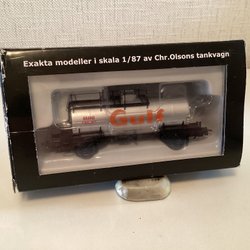 Exakta modeller i skala 1/87 av Chr.Olsons tankvagn
Gulf